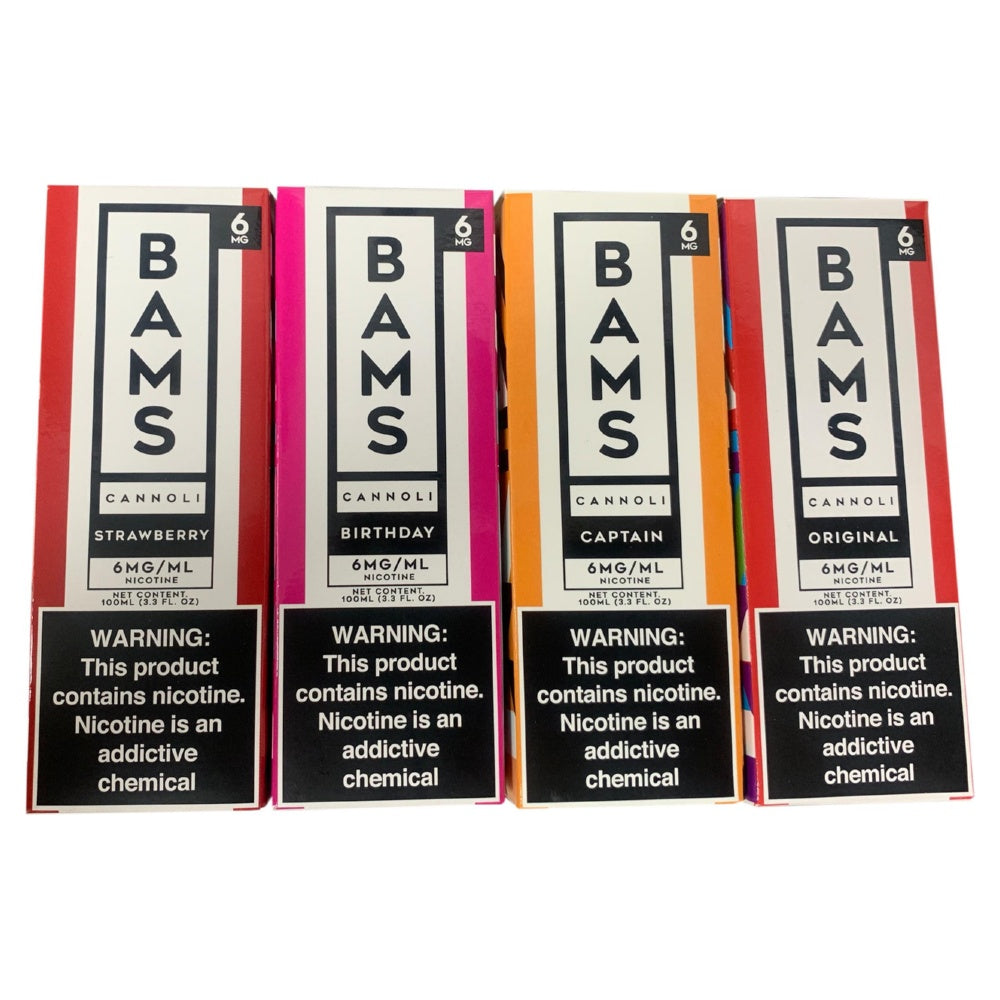 6
MG
B
A
M
S
CANNOLI
STRAWBERRY
6MG/ML
NICOTINE
NET CONTENT.
100ML (3.3 FL. OZ)
WARNING:
This product
contains nicotine.
Nicotine is an
addictive
chemical
6
MG
B
A
M
S
CANNOLI
BIRTHDAY
6MG/ML
NICOTINE
NET CONTENT.
100ML (3.3 FL. OZ)
WARNING:
This product
contains nicotine.
Nicotine is an
addictive
chemical
6
MG
B
A
M
S
CANNOLI
CAPTAIN
6MG/ML
NICOTINE
NET CONTENT.
100ML (3.3 FL. OZ)
WARNING:
This product
contains nicotine.
Nicotine is an
addictive
chemical
6
MG
B
A
M
S
CANNOLI
ORIGINAL
6MG/ML
NICOTINE
NET CONTENT.
100ML (3.3 FL. OZ)
WARNING:
This product
contains nicotine.
Nicotine is an
addictive
chemical